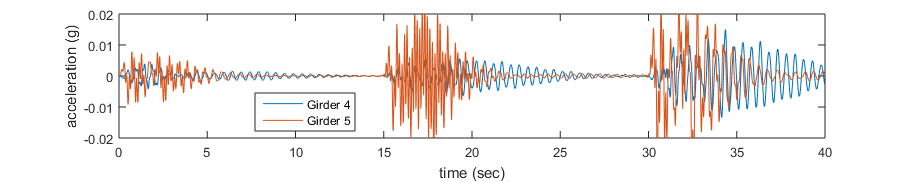 acceleration (g)
0.02
0.01
0
-0.01
-0.02
Girder 4
Girder 5
0 5 10 15 20 25 30 35 40
time (sec)